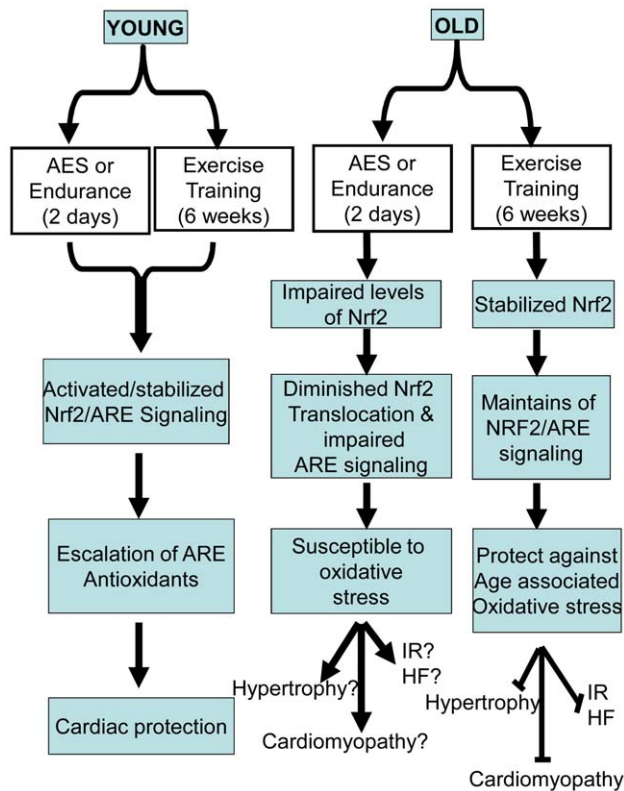 YOUNG
AES or
Endurance
(2 days)
Exercise
Training
(6 weeks)
Activated/stabilized
Nrf2/ARE Signaling
Escalation of ARE
Antioxidants
Cardiac protection
OLD
AES or
Endurance
(2 days)
Impaired levels
of Nrf2
Diminished Nrf2
Translocation &
impaired
ARE signaling
Susceptible to
oxidative
stress
Hypertrophy?
Cardiomyopathy?
IR?
HF?
Exercise
Training
(6 weeks)
Stabilized Nrf2
Maintains of
NRF2/ARE
signaling
Protect against
Age associated
Oxidative stress
Hypertrophy
Cardiomyopathy
IR
HF